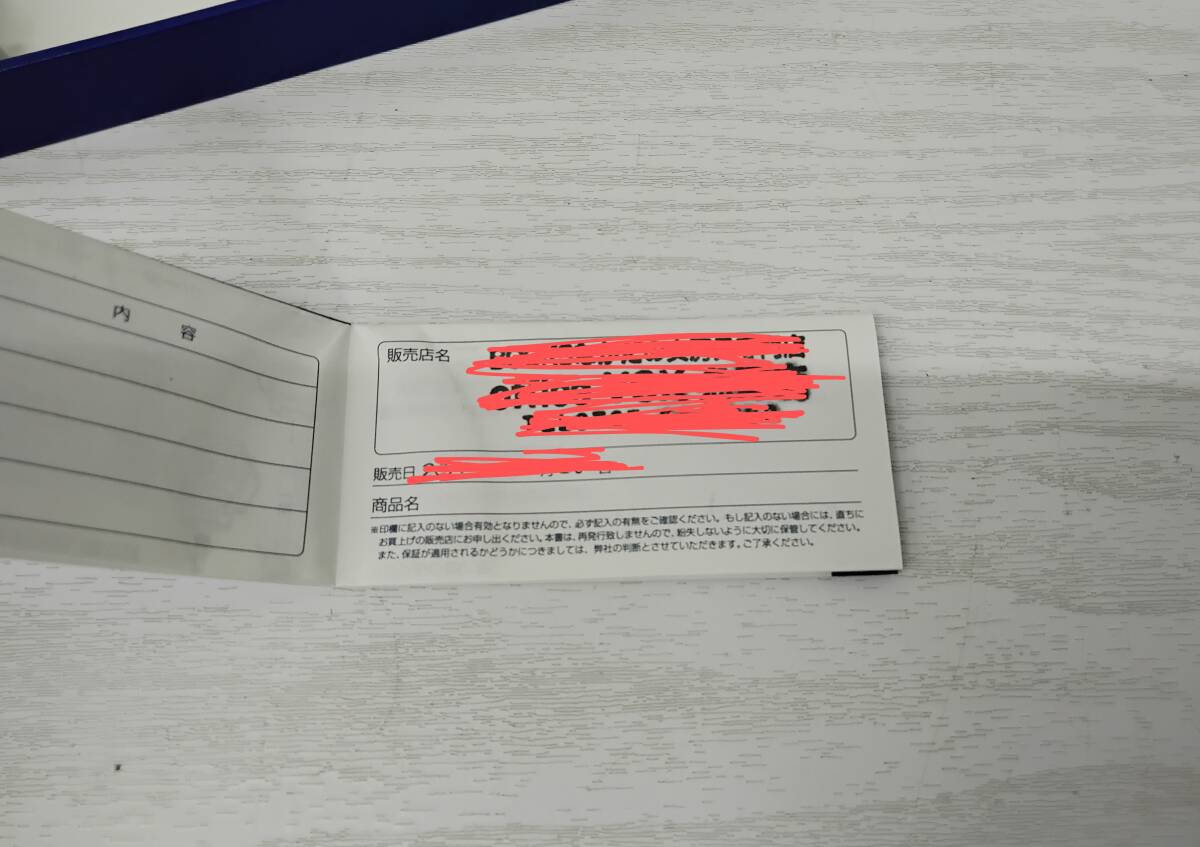 内 容
販売店名
販売日
商品名
※印欄に記入のない場合有効となりませんので、必ず記入の有無をご確認ください。もし記入のない場合には、直ちに
お買上げの販売店にお申し出ください。本書は、再発行致しませんので、紛失しないように大切に保管してください。
また、保証が適用されるかどうかにつきましては、弊社の判断とさせていただきます。ご了承ください。